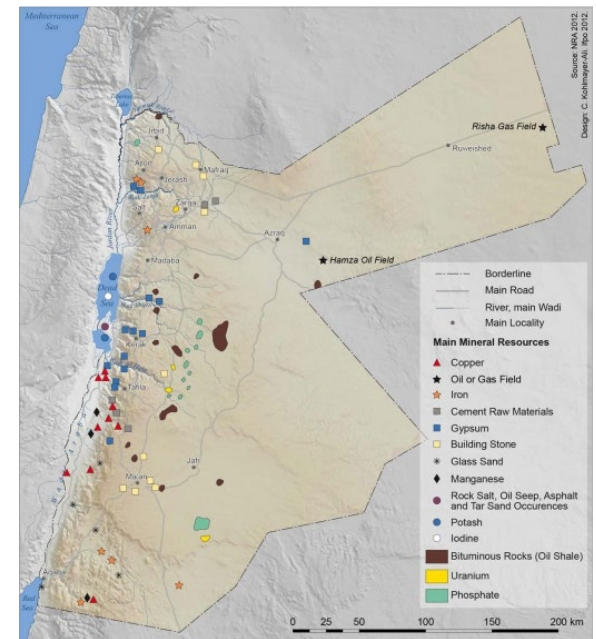 Mediterranean
Sea
Source: NRA 2012.
Design: C. Kohlmayer-Ali. Ifpo 2012.
Irbid
Risha Gas Field
Ruweished
Ajlun
Jerash
Mafraq
Salt
Zarqa
Amman
Jordan River
Azraq
Madaba
Hamza Oil Field
Dead
Sea
Kerak
Tafila
Jafr
Ma'an
Aqaba
Red
Sea
Borderline
Main Road
River, main Wadi
Main Locality
Main Mineral Resources
Copper
Oil or Gas Field
Iron
Cement Raw Materials
Gypsum
Building Stone
Glass Sand
Manganese
Rock Salt, Oil Seep, Asphalt
and Tar Sand Occurences
Potash
Iodine
Bituminous Rocks (Oil Shale)
Uranium
Phosphate
0 25 50 100 150 200 km